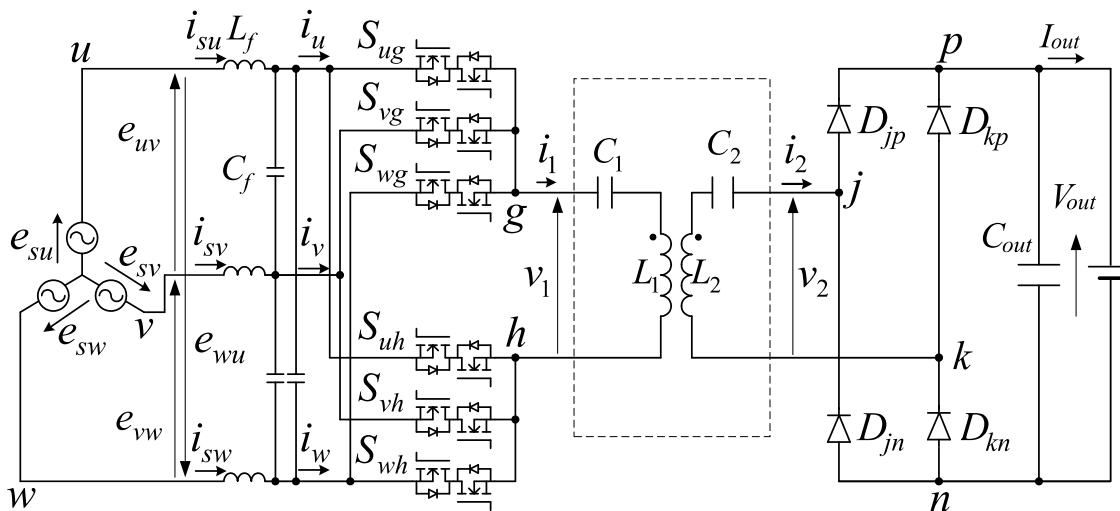 u
i_su L_f i_u S_ug
p
I_out
S_vg
e_uv
C_f
S_wg
C_1
C_2
D_jp
D_kp
i_1
i_2
g
j
e_su
e_sv
i_sv
i_v
v_1
L_1
L_2
v_2
C_out
V_out
e_sw
v
e_wu
S_uh
h
k
S_vh
e_vw
i_sw
i_w
S_wh
D_jn
D_kn
w
n